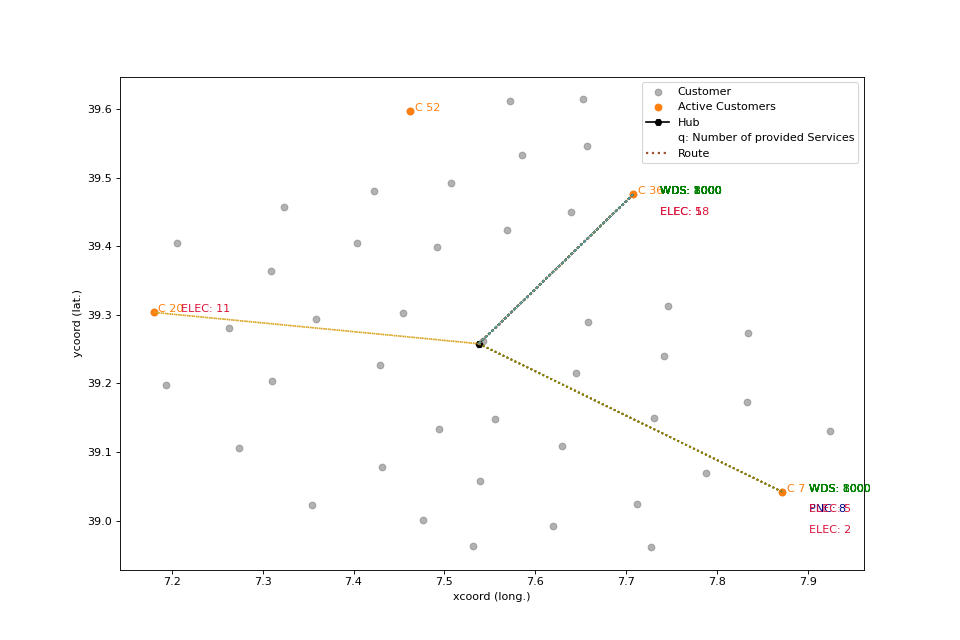 39.6
39.5
39.4
39.3
39.2
39.1
39.0
7.2
7.3
7.4
7.5
7.6
7.7
7.8
7.9
ycoord (lat.)
xcoord (long.)
Customer
Active Customers
Hub
q: Number of provided Services
Route
C 52
C 36
WDS:
ELEC:
C 20
ELEC: 11
C 7
WDS:
ELEC: 2